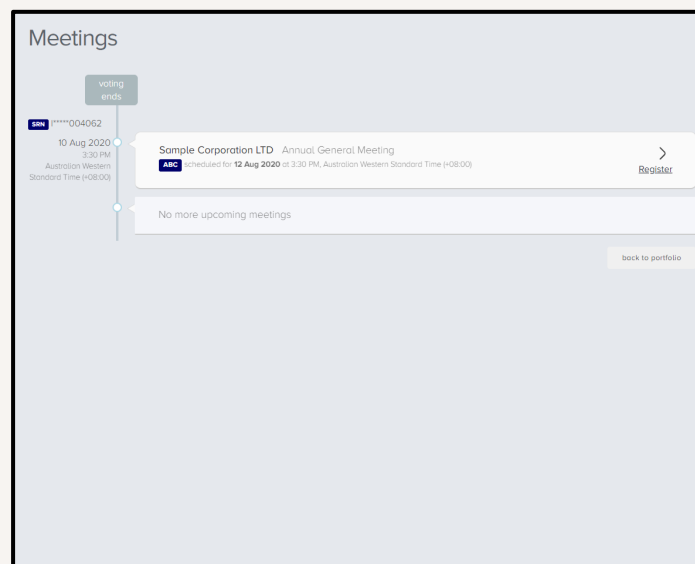 Meetings
voting
ends
SRN I*****004062
10 Aug 2020
3:30 PM
Australian Western
Standard Time (+08:00)
Sample Corporation LTD Annual General Meeting
ABC scheduled for 12 Aug 2020 at 3:30 PM, Australian Western Standard Time (+08:00)
Register
No more upcoming meetings
back to portfolio